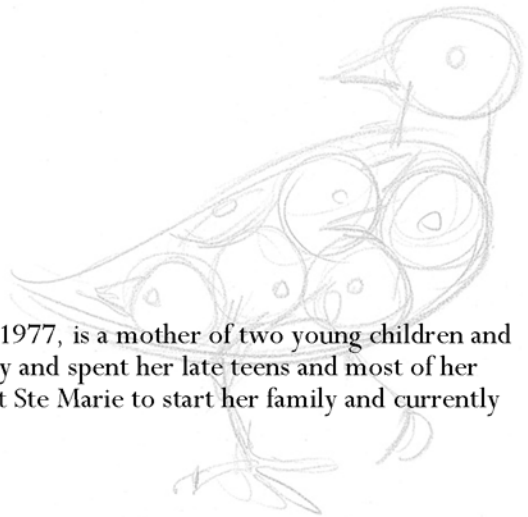 1977, is a mother of two young children and
and spent her late teens and most of her
Ste Marie to start her family and currently